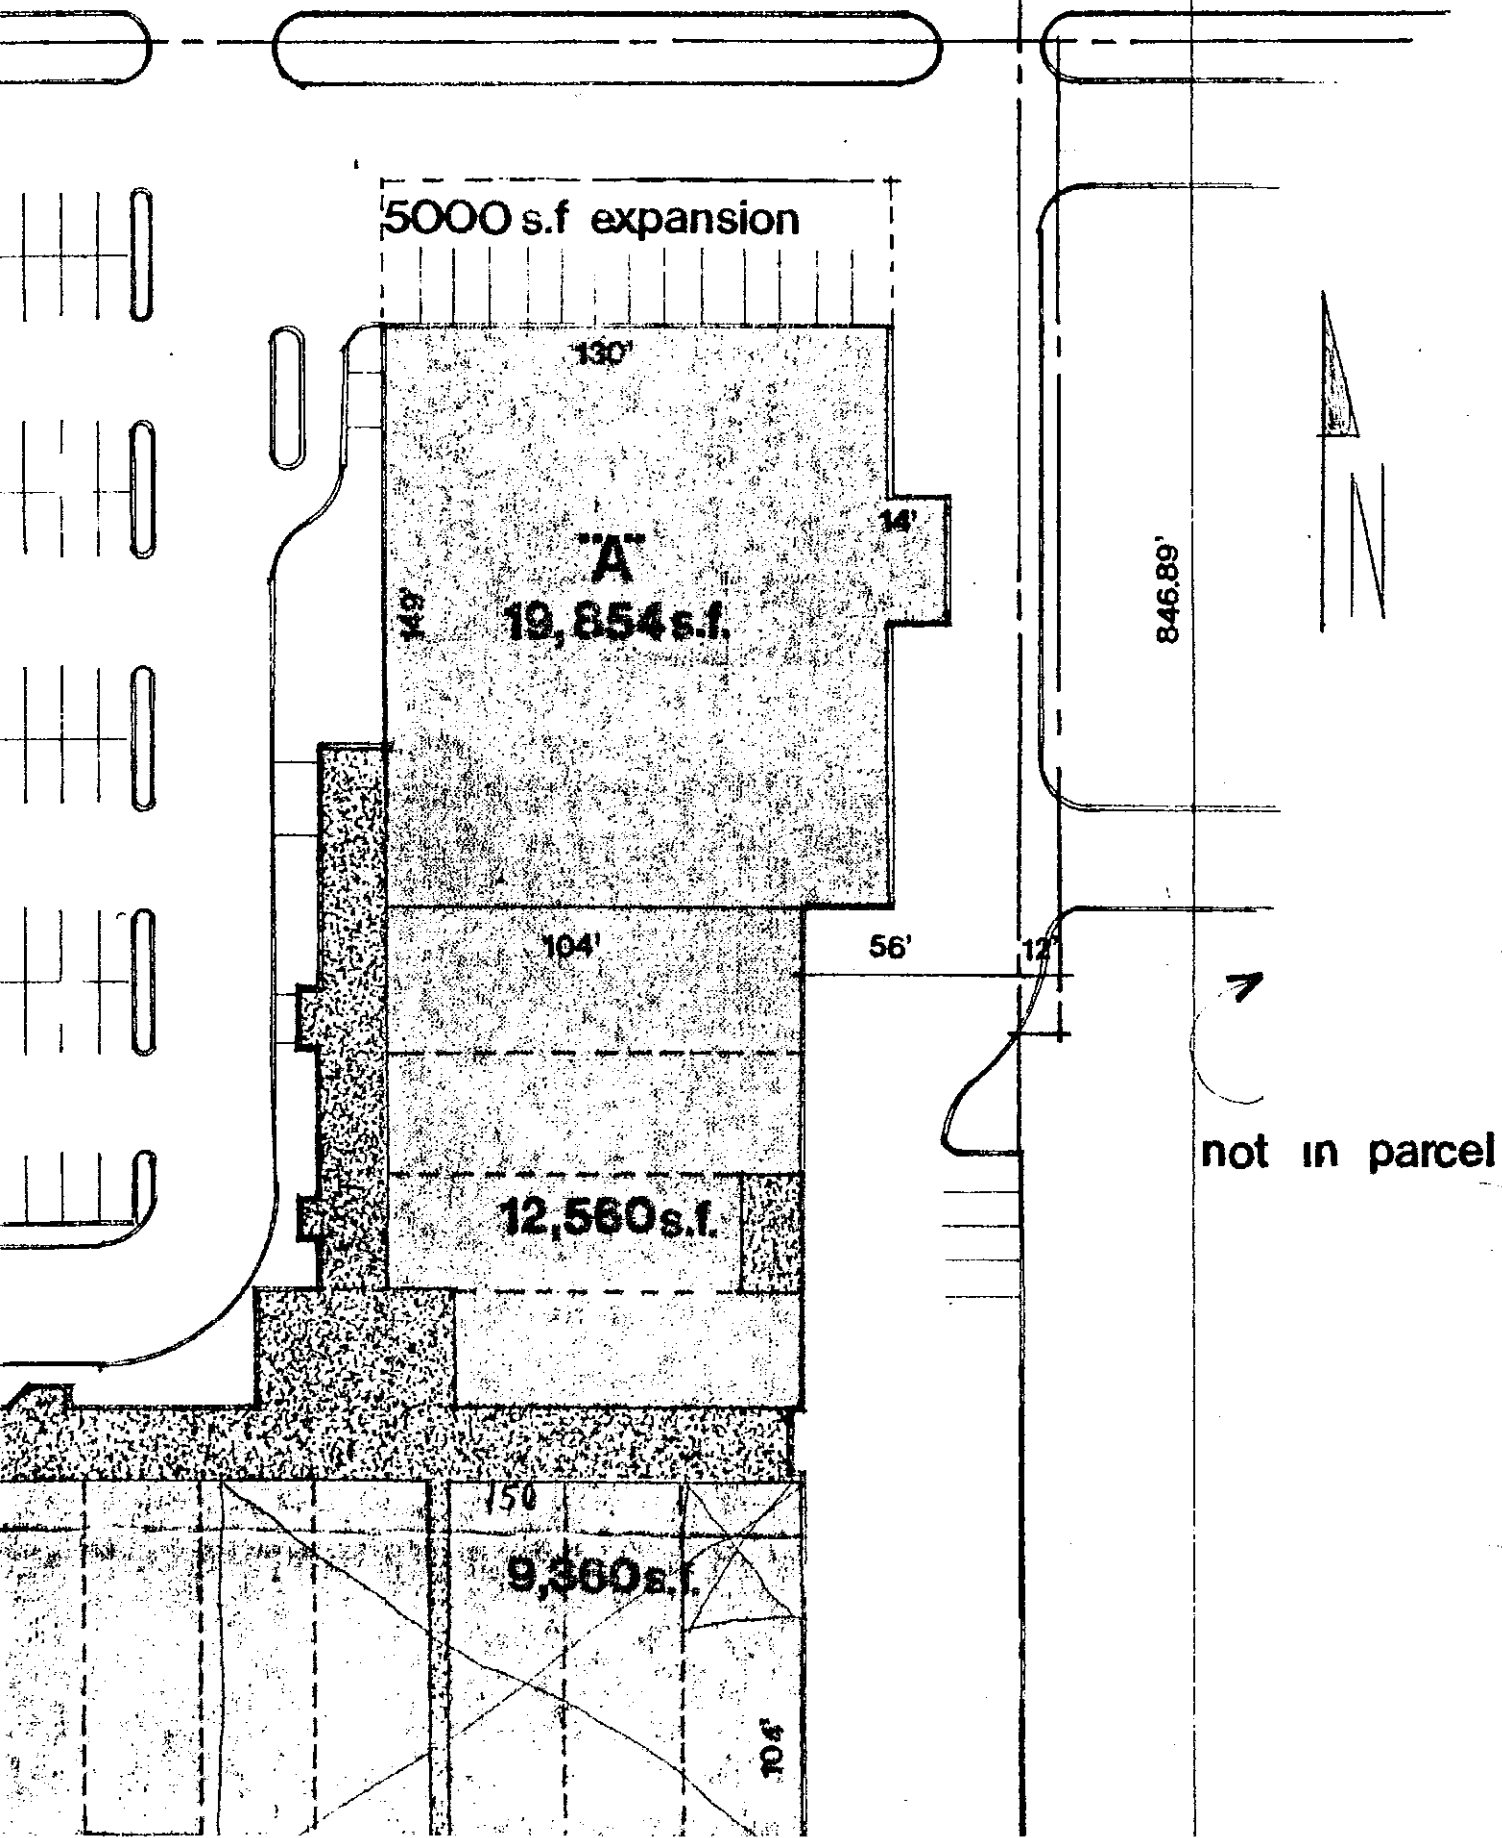 5000 s.f expansion
130'
14'
"A"
149'
19,854 s.f.
846.89'
N
104'
56'
12'
not in parcel
12,560 s.f.
150
9,360 s.f.
104'